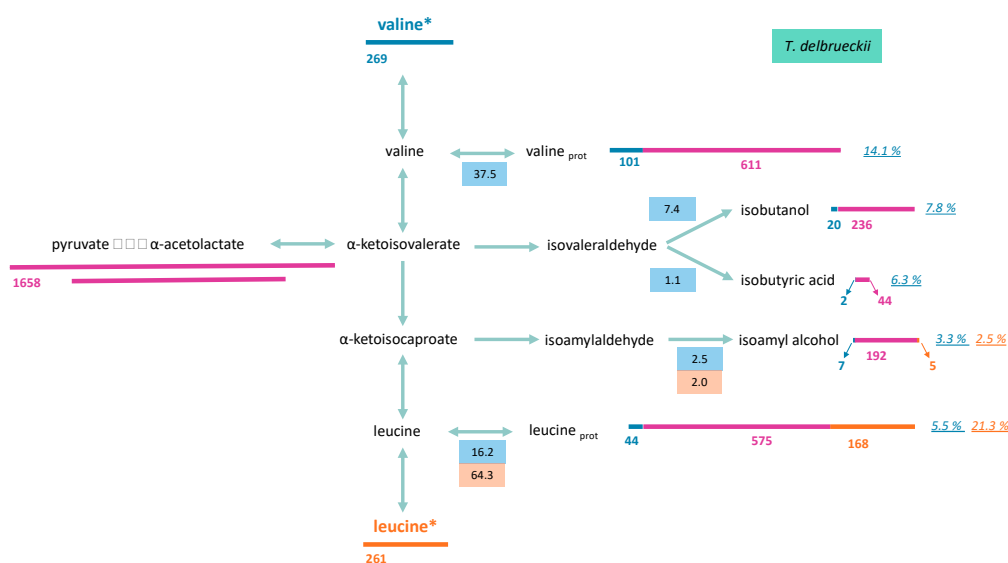 valine*
269
T. delbrueckii
valine
valine prot
37.5
101
611
14.1 %
7.4
isobutanol
20
236
7.8 %
pyruvate □□□ α-acetolactate
α-ketoisovalerate
isovaleraldehyde
1658
1.1
isobutyric acid
2
44
6.3 %
α-ketoisocaproate
isoamylaldehyde
isoamyl alcohol
2.5
2.0
7
192
5
3.3 %
2.5 %
leucine
leucine prot
16.2
64.3
44
575
168
5.5 %
21.3 %
leucine*
261